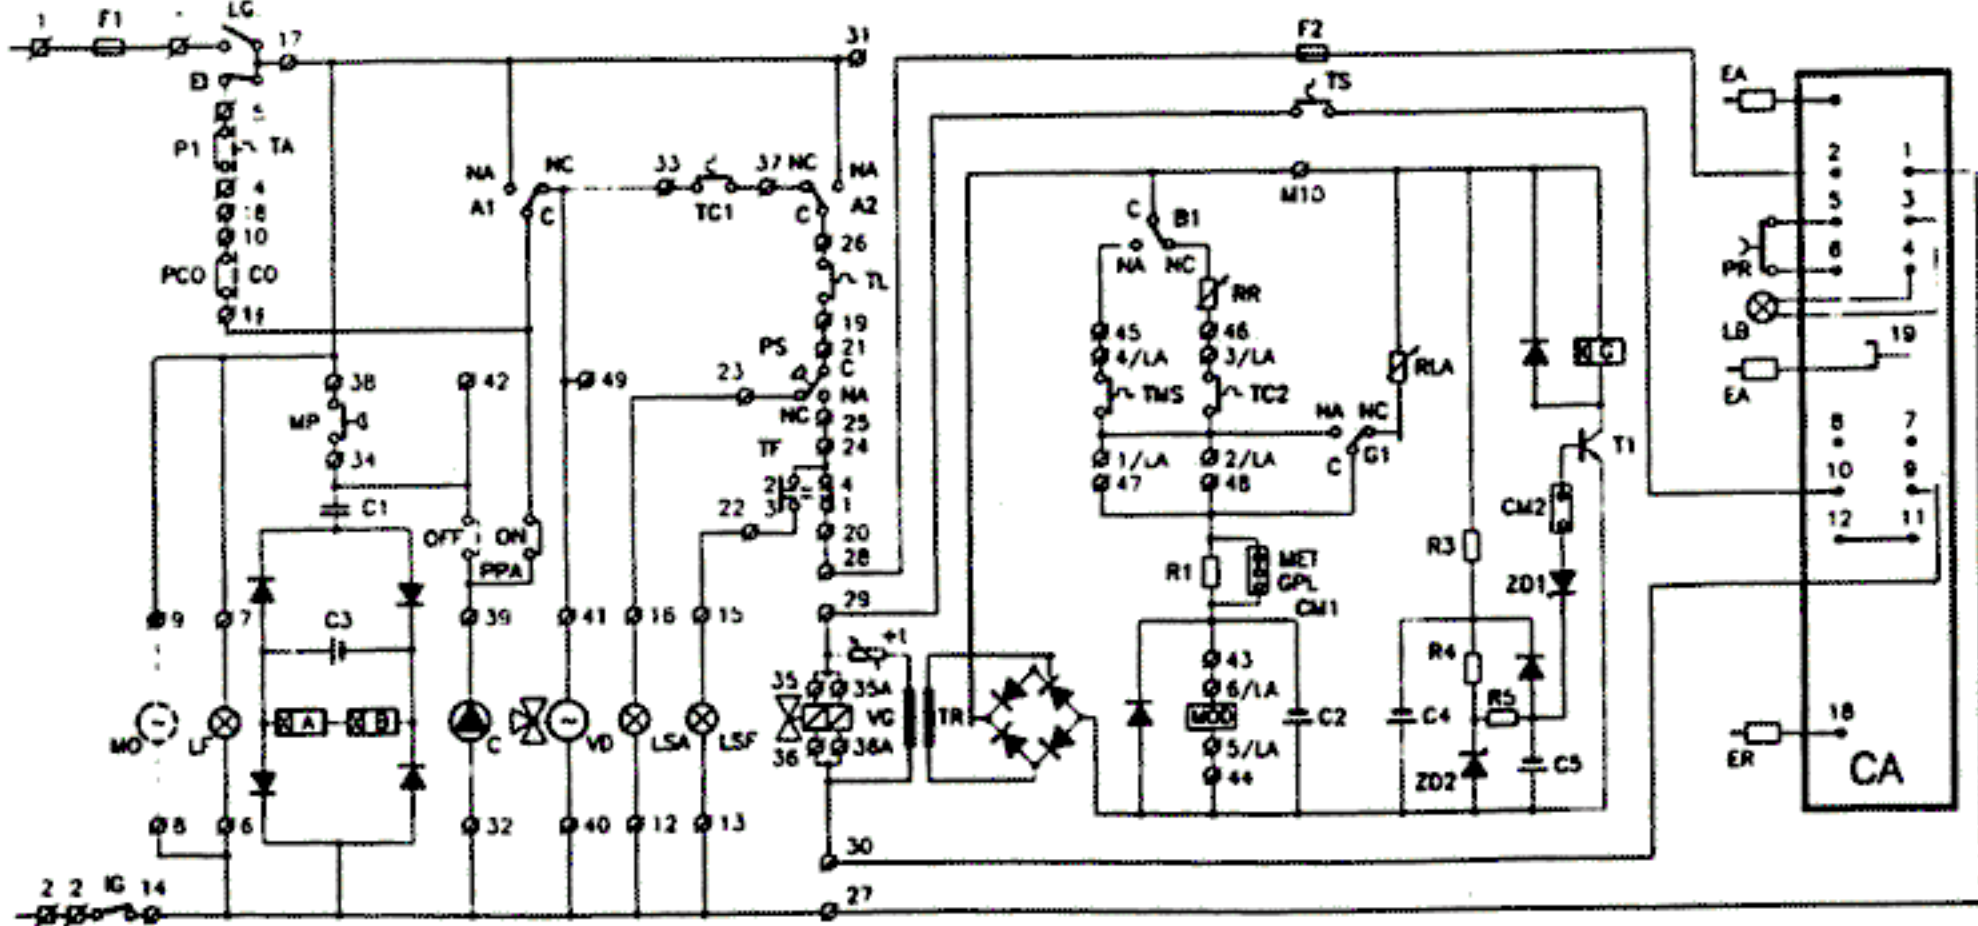 1 F1 LG
17
31
F2
TS
EA
EI
5
P1 TA
4
18
10
PCO CO
NA NC
A1 C
33 TC1 37 NC NA
C A2
26
TL
19
21
PS C
23
NA
NC
25
24
TF
2 4
3 1
22
20
28
29
+t
38 42 49
MP
34
C1
OFF ON
PPA
C3
9 7 39 41 16 15
35 35A
MO LF A B C VD LSA LSF VG TR
36 36A
8 6 32 40 12 13
30
2 2 IG 14
27
M10
C B1
NA NC
RR
45 46
4/LA 3/LA
TMS TC2
RLA
NA NC
C G1
1/LA 2/LA
47 48
R1 MET
GPL
CM1
43
6/LA
MOD
5/LA
44
C2
G
T1
CM2
R3
ZD1
R4
R5
C4
ZD2 C5
2 1
5 3
6 4
PR
LB
19
EA
8 7
10 9
12 11
18
ER
CA